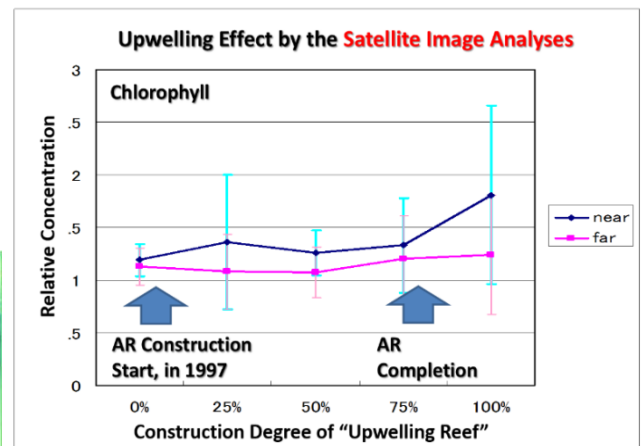 Upwelling Effect by the Satellite Image Analyses
3
Chlorophyll
.5
2
.5
1
.5
0
Relative Concentration
near
far
AR Construction
Start, in 1997
AR
Completion
0% 25% 50% 75% 100%
Construction Degree of “Upwelling Reef”